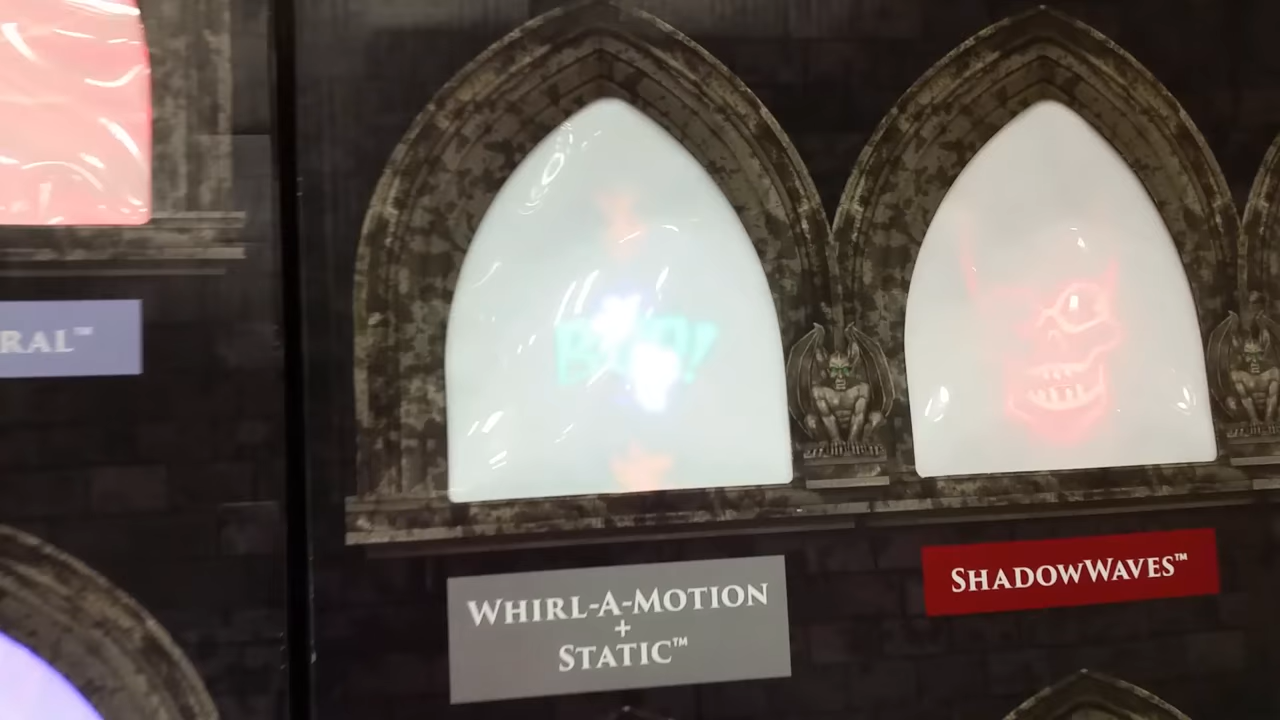 RAL™
BOO!
WHIRL-A-MOTION
+
STATIC™
SHADOWWAVES™